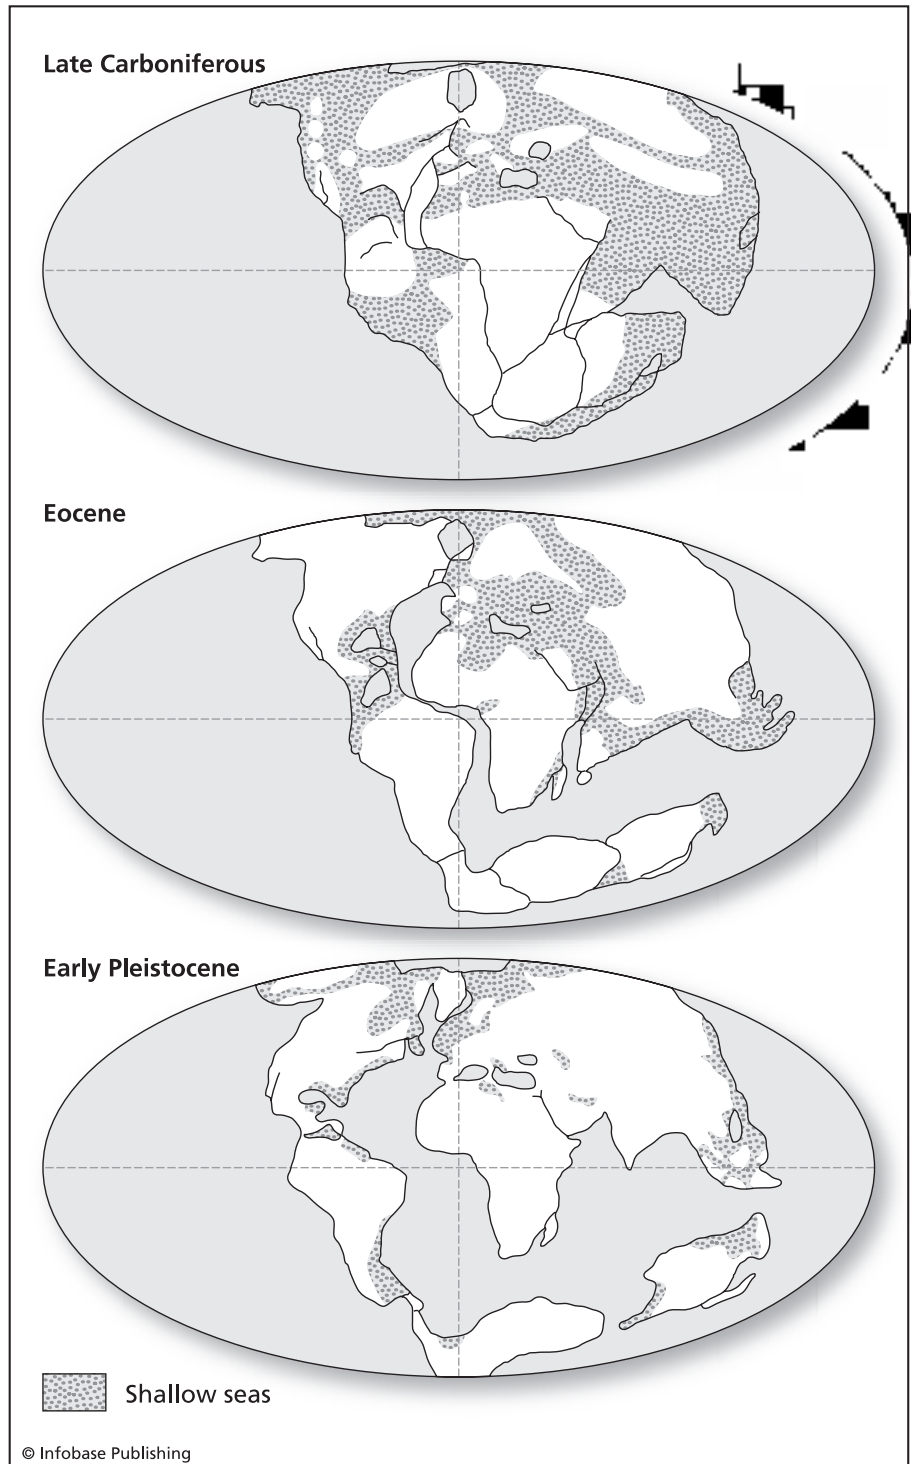 Late Carboniferous
Eocene
Early Pleistocene
Shallow seas
© Infobase Publishing